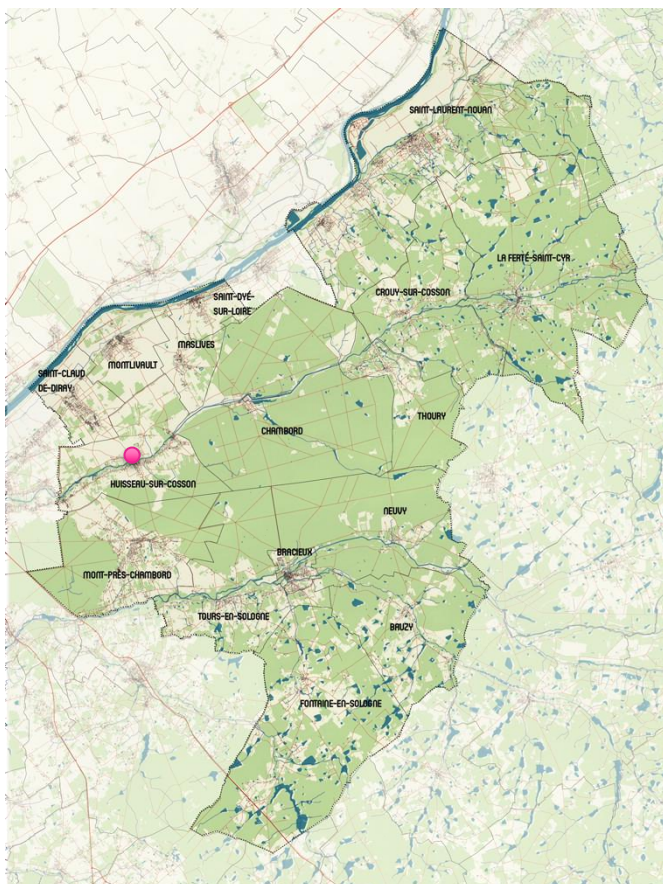 SAINT-LAURENT-NOUAN
LA FERTÉ-SAINT-CYR
CROUY-SUR-COSSON
SAINT-DYÉ-
SUR-LOIRE
MASLIVES
MONTLIVAULT
SAINT-CLAUD
DE-DIRAY
THOURY
CHAMBORD
HUISSEAU-SUR-COSSON
NEUVY
BRACIEUX
MONT-PRÈS-CHAMBORD
TOURS-EN-SOLOGNE
BAUZY
FONTAINE-EN-SOLOGNE